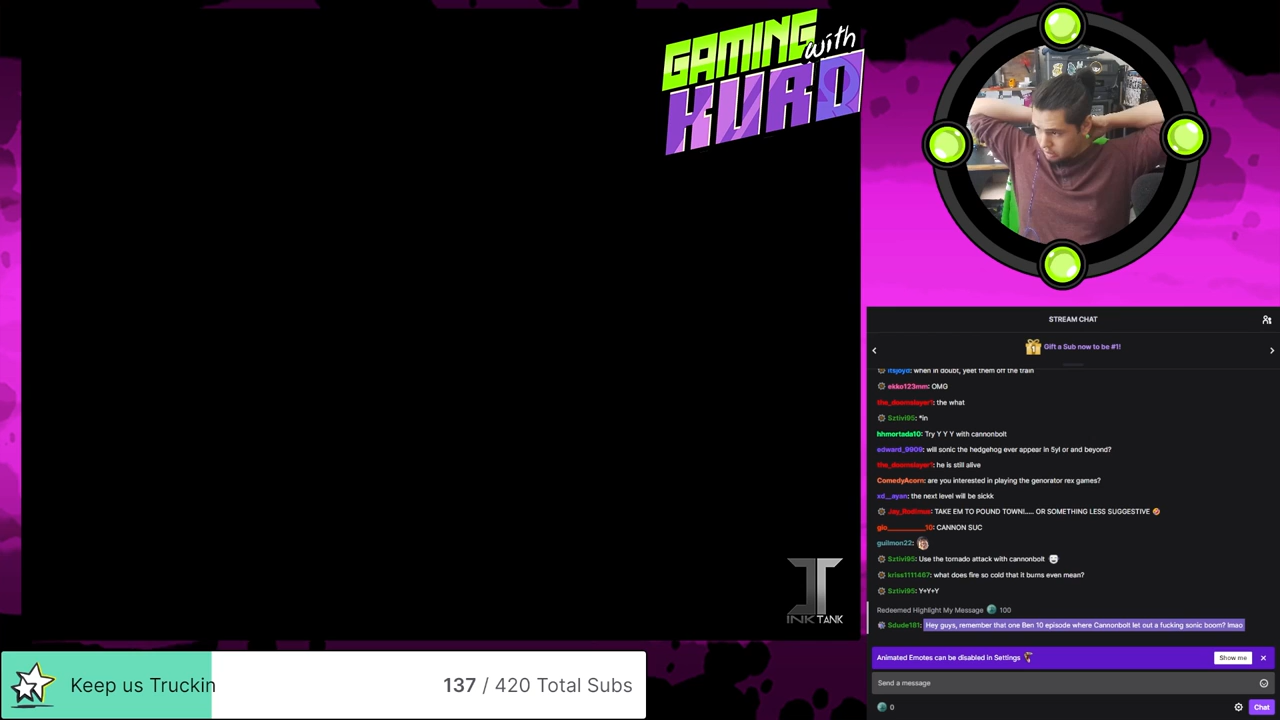 GAMING with
KURO
INKTANK
Keep us Truckin
137 / 420 Total Subs
STREAM CHAT
Gift a Sub now to be #1!
itsjoyd: when in doubt, yeet them off the train
ekko123mm: OMG
the_doomslayer1: the what
Sztivi95: *in
hhmortada10: Try Y Y Y with cannonbolt
edward_9909: will sonic the hedgehog ever appear in 5yl or and beyond?
the_doomslayer1: he is still alive
ComedyAcorn: are you interested in playing the genorator rex games?
xd__ayan: the next level will be sickk
Jay_Redimus: TAKE EM TO POUND TOWN!..... OR SOMETHING LESS SUGGESTIVE
CANNON SUC
guilmon22:
Sztivi95: Use the tornado attack with cannonbolt
kriss1111467: what does fire so cold that it burns even mean?
Sztivi95: Y+Y+Y
Redeemed Highlight My Message 100
Sdude181: Hey guys, remember that one Ben 10 episode where Cannonbolt let out a fucking sonic boom? lmao
Animated Emotes can be disabled in Settings
Show me
Send a message
0
Chat